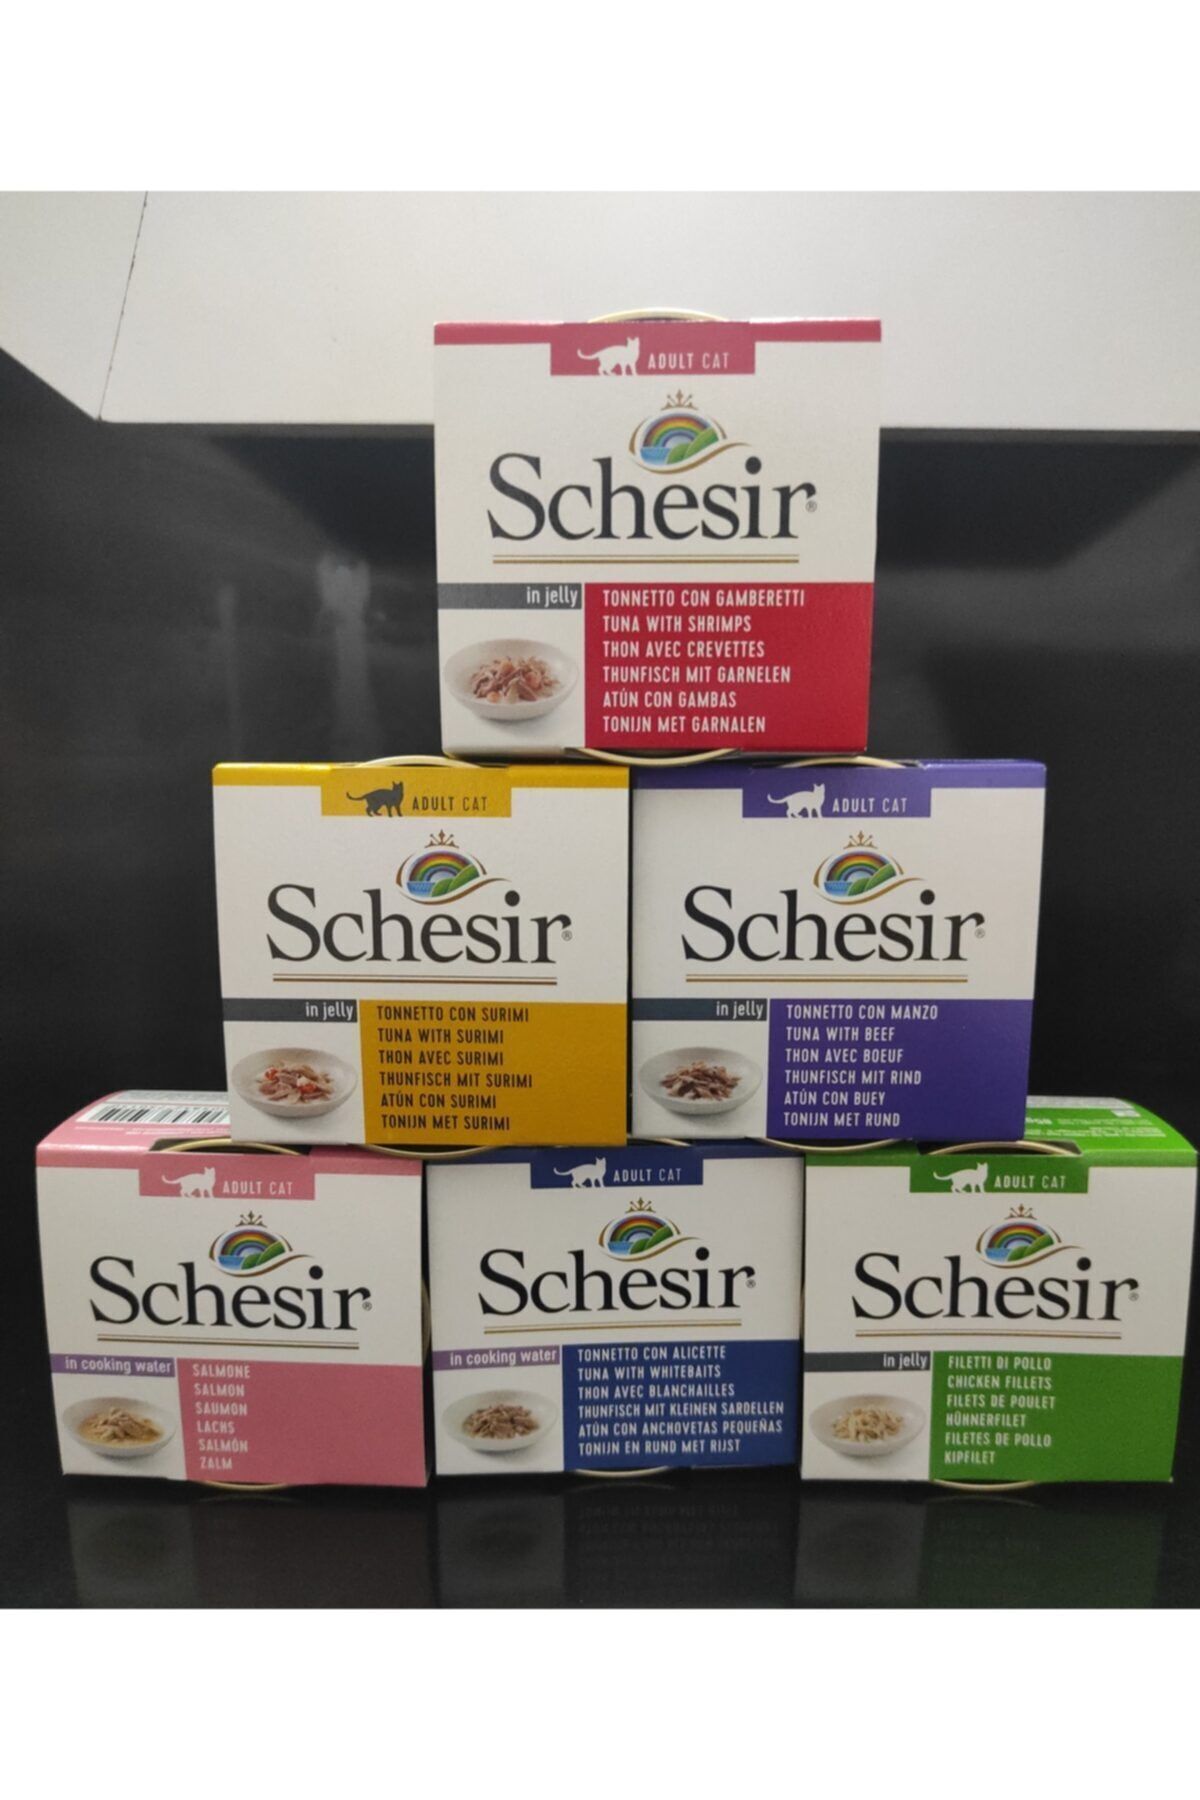 ADULT CAT
Schesir®
in jelly
TONNETTO CON GAMBERETTI
TUNA WITH SHRIMPS
THON AVEC CREVETTES
THUNFISCH MIT GARNELEN
ATÚN CON GAMBAS
TONIJN MET GARNALEN
ADULT CAT
Schesir®
in jelly
TONNETTO CON SURIMI
TUNA WITH SURIMI
THON AVEC SURIMI
THUNFISCH MIT SURIMI
ATÚN CON SURIMI
TONIJN MET SURIMI
ADULT CAT
Schesir®
in jelly
TONNETTO CON MANZO
TUNA WITH BEEF
THON AVEC BOEUF
THUNFISCH MIT RIND
ATÚN CON BUEY
TONIJN MET RUND
ADULT CAT
Schesir®
in cooking water
SALMONE
SALMON
SAUMON
LACHS
SALMÓN
ZALM
ADULT CAT
Schesir®
in cooking water
TONNETTO CON ALICETTE
TUNA WITH WHITEBAITS
THON AVEC BLANCHAILLES
THUNFISCH MIT KLEINEN SARDELLEN
ATÚN CON ANCHOVETAS PEQUEÑAS
TONIJN EN RUND MET RIJST
ADULT CAT
Schesir®
in jelly
FILETTI DI POLLO
CHICKEN FILLETS
FILETS DE POULET
HÜHNERFILET
FILETES DE POLLO
KIPFILET